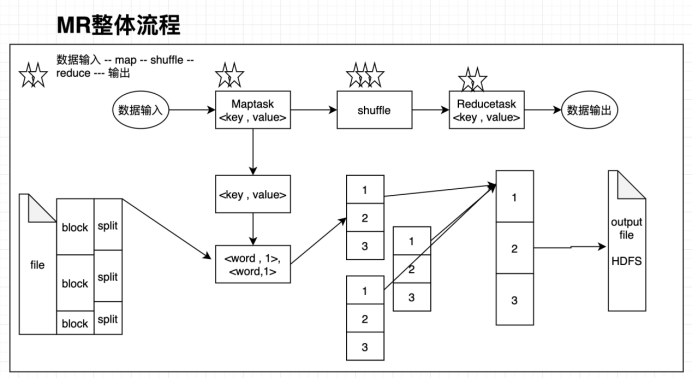 MR整体流程
数据输入 -- map -- shuffle --
reduce --- 输出
数据输入
Maptask
<key , value>
shuffle
Reducetask
<key , value>
数据输出
<key , value>
<word , 1>,
<word,1>
file
block
split
block
split
block
split
1
2
3
1
2
3
1
2
3
1
2
3
output
file
HDFS